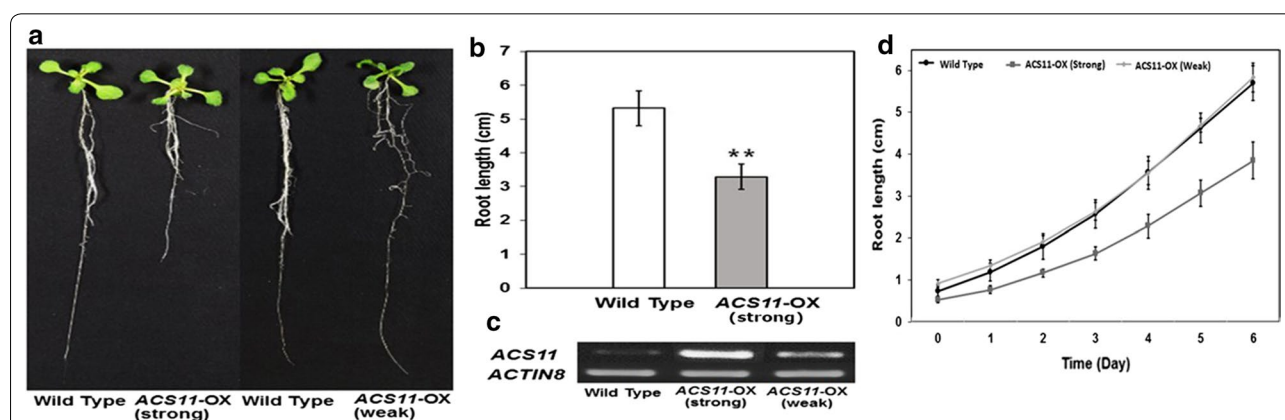 a
Wild Type
ACS11-OX
(strong)
Wild Type
ACS11-OX
(weak)
b
Root length (cm)
7
6
5
4
3
2
1
0
**
Wild Type
ACS11-OX
(strong)
c
ACS11
ACTIN8
Wild Type
ACS11-OX
(strong)
ACS11-OX
(weak)
d
Wild Type
ACS11-OX (Strong)
ACS11-OX (Weak)
Root length (cm)
6
5
4
3
2
1
0
0 1 2 3 4 5 6
Time (Day)